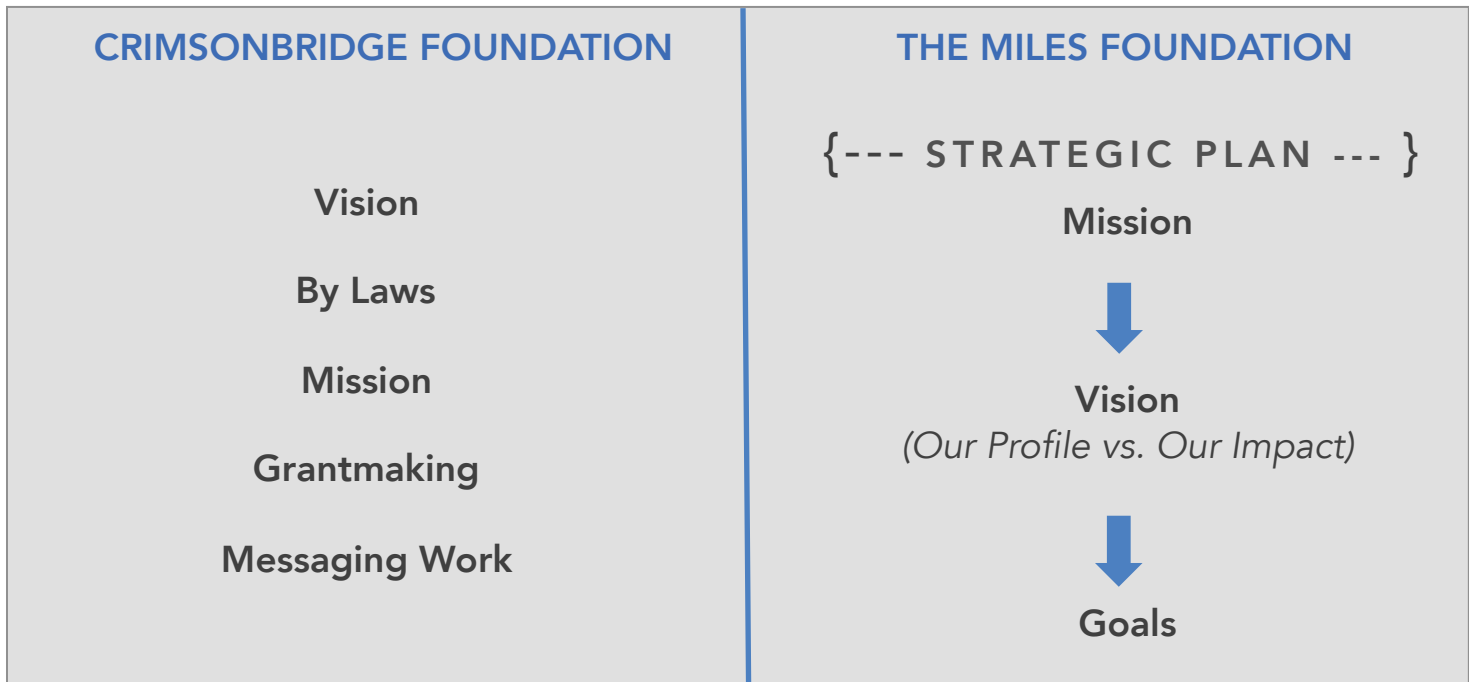 CRIMSONBRIDGE FOUNDATION
Vision
By Laws
Mission
Grantmaking
Messaging Work
THE MILES FOUNDATION
{--- STRATEGIC PLAN --- }
Mission
Vision
(Our Profile vs. Our Impact)
Goals